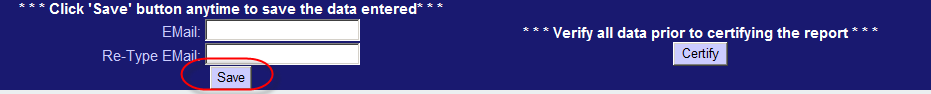 * * * Click 'Save' button anytime to save the data entered* * *
EMail:
* * * Verify all data prior to certifying the report * * *
Re-Type EMail:
Certify
Save